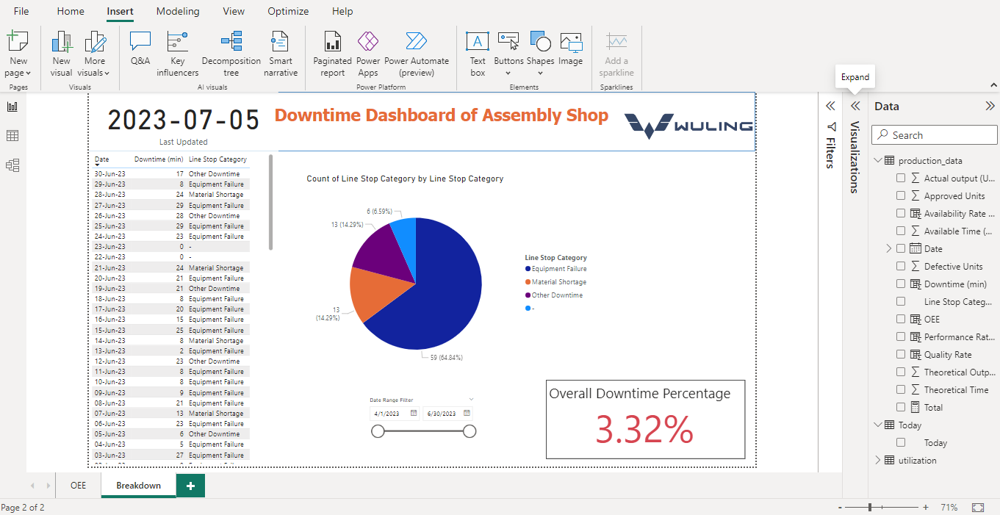 File Home Insert Modeling View Optimize Help
New page
New visual
More visuals
Q&A
Key influencers
Decomposition tree
Smart narrative
Paginated report
Power Apps
Power Automate (preview)
Text box
Buttons
Shapes
Image
Add a sparkline
Pages
Visuals
AI visuals
Power Platform
Elements
Sparklines
Expand
2023-07-05
Last Updated
Downtime Dashboard of Assembly Shop
WULING
Date Downtime (min) Line Stop Category
30-Jun-23 17 Other Downtime
29-Jun-23 8 Equipment Failure
28-Jun-23 24 Material Shortage
27-Jun-23 29 Equipment Failure
26-Jun-23 28 Other Downtime
25-Jun-23 29 Equipment Failure
24-Jun-23 23 Equipment Failure
23-Jun-23 0 -
22-Jun-23 0 -
21-Jun-23 24 Material Shortage
20-Jun-23 21 Equipment Failure
19-Jun-23 21 Other Downtime
18-Jun-23 8 Equipment Failure
17-Jun-23 20 Equipment Failure
16-Jun-23 15 Equipment Failure
15-Jun-23 25 Equipment Failure
14-Jun-23 8 Material Shortage
13-Jun-23 2 Equipment Failure
12-Jun-23 23 Other Downtime
11-Jun-23 8 Equipment Failure
10-Jun-23 8 Equipment Failure
09-Jun-23 9 Equipment Failure
08-Jun-23 21 Equipment Failure
07-Jun-23 13 Material Shortage
06-Jun-23 23 Equipment Failure
05-Jun-23 6 Other Downtime
04-Jun-23 5 Equipment Failure
03-Jun-23 27 Equipment Failure
Count of Line Stop Category by Line Stop Category
6 (6.59%)
13 (14.29%)
13
(14.29%)
59 (64.84%)
Line Stop Category
Equipment Failure
Material Shortage
Other Downtime
-
Date Range Filter
4/1/2023 6/30/2023
Overall Downtime Percentage
3.32%
Filters
Visualizations
Data
Search
production_data
Actual output (U...
Approved Units
Availability Rate ...
Available Time (...
Date
Defective Units
Downtime (min)
Line Stop Categ...
OEE
Performance Rat...
Quality Rate
Theoretical Outp...
Theoretical Time
Total
Today
Today
utilization
OEE Breakdown +
Page 2 of 2
- + 71%